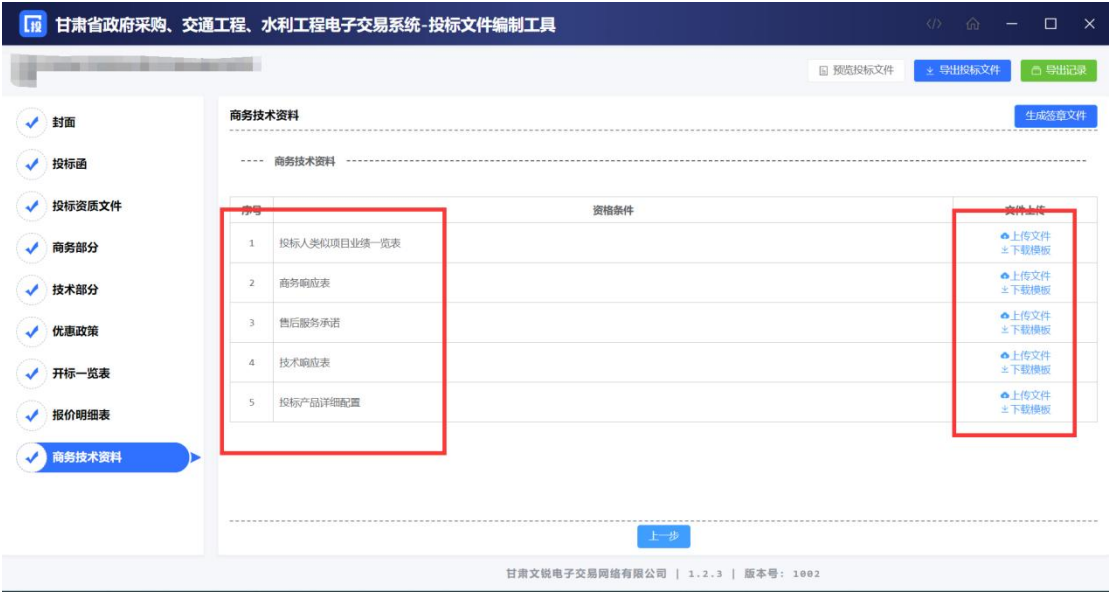 投 甘肃省政府采购、交通工程、水利工程电子交易系统-投标文件编制工具
预览投标文件 导出投标文件 导出记录
封面
投标函
投标资质文件
商务部分
技术部分
优惠政策
开标一览表
报价明细表
商务技术资料
商务技术资料 生成签章文件
---- 商务技术资料
序号 资格条件 文件上传
1 投标人类似项目业绩一览表 上传文件
下载模板
2 商务响应表 上传文件
下载模板
3 售后服务承诺 上传文件
下载模板
4 技术响应表 上传文件
下载模板
5 投标产品详细配置 上传文件
下载模板
上一步
甘肃文锐电子交易网络有限公司 | 1.2.3 | 版本号: 1002